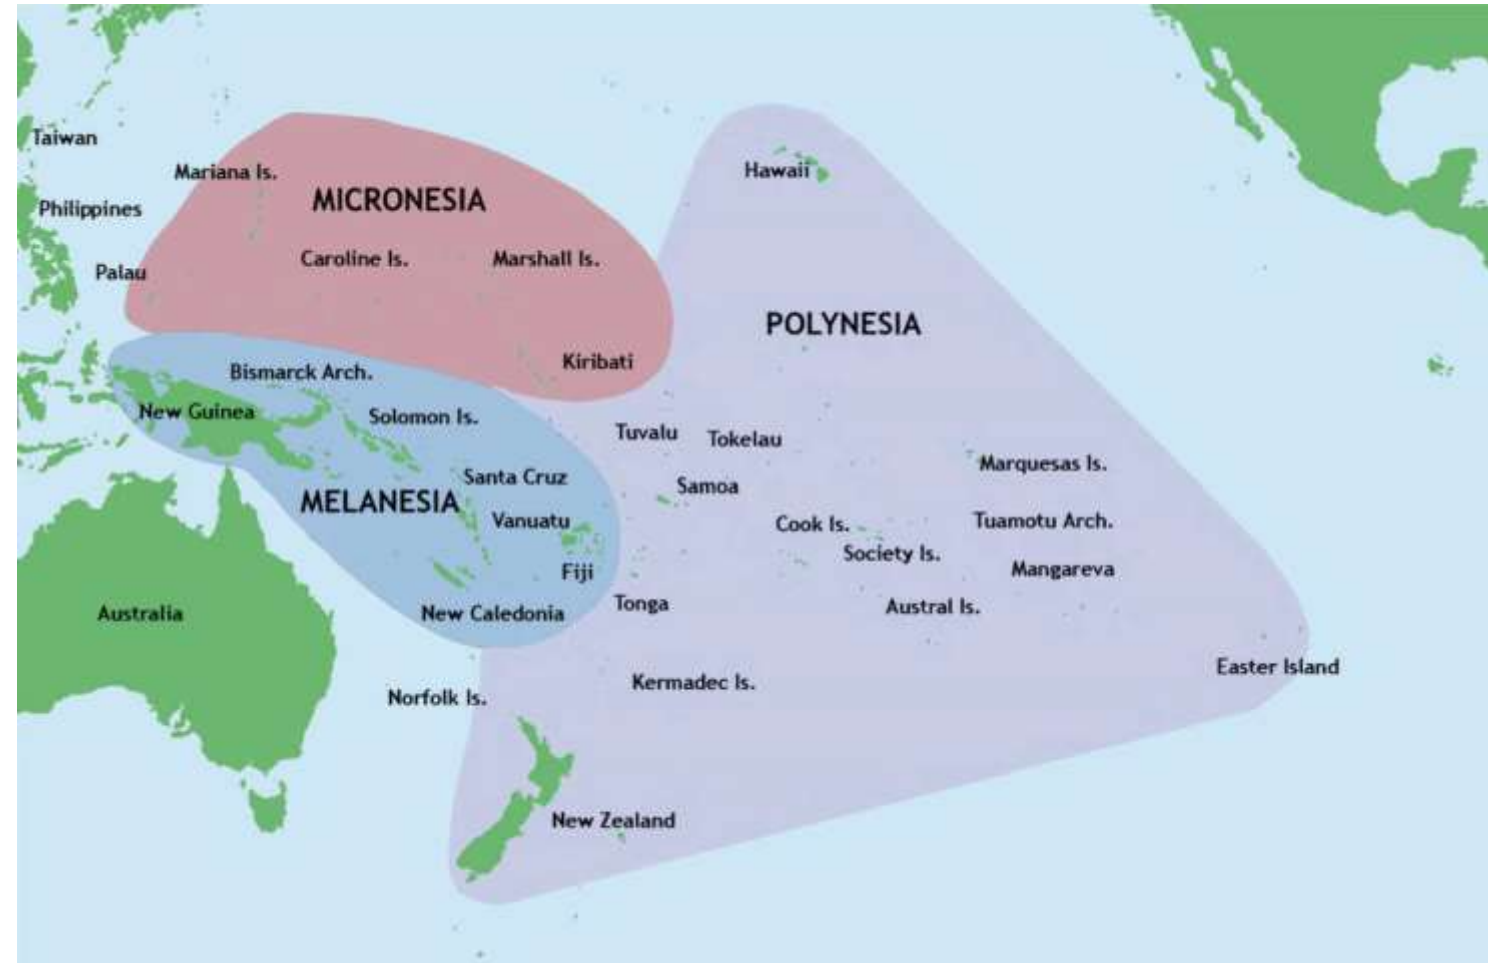 Taiwan
Hawaii
Mariana Is.
MICRONESIA
Philippines
Caroline Is.
Marshall Is.
Palau
POLYNESIA
Kiribati
Bismarck Arch.
New Guinea
Solomon Is.
Tuvalu
Tokelau
Marquesas Is.
Santa Cruz
Samoa
MELANESIA
Vanuatu
Cook Is.
Tuamotu Arch.
Society Is.
Fiji
Mangareva
Tonga
Austral Is.
Australia
New Caledonia
Easter Island
Kermadec Is.
Norfolk Is.
New Zealand